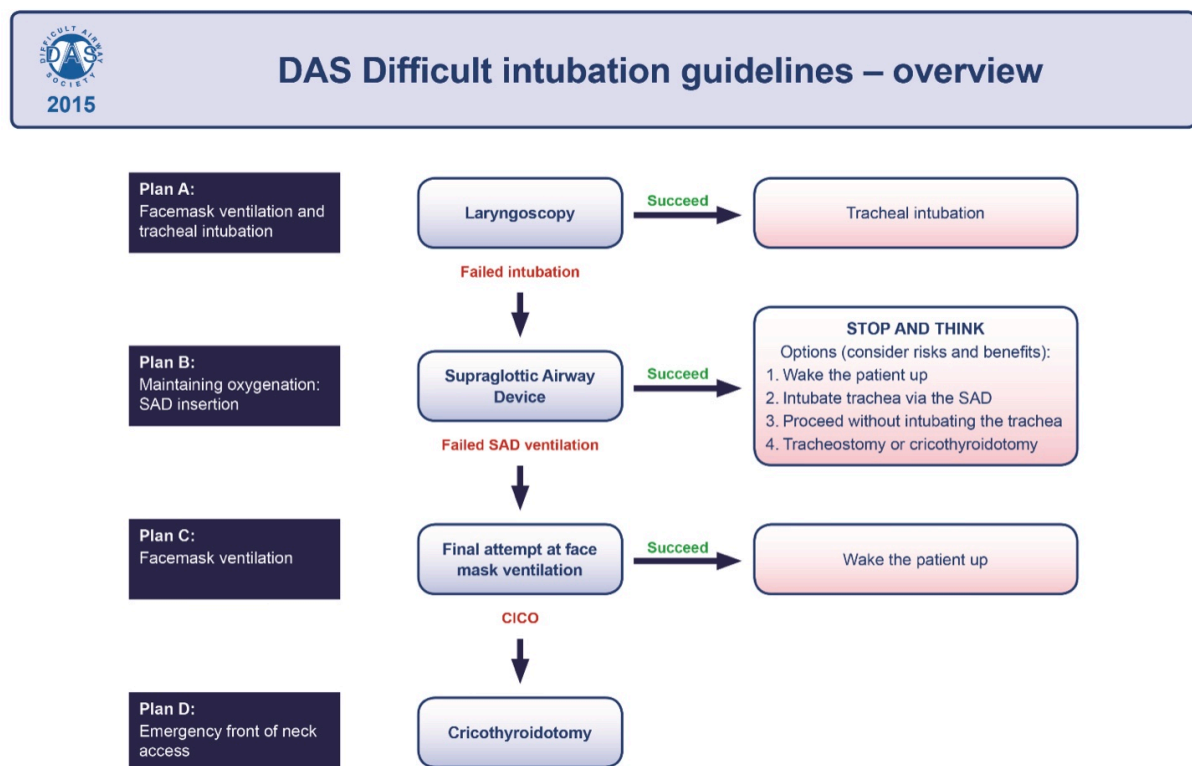 DIFFICULT AIRWAY
DAS
SOCIETY
2015
DAS Difficult intubation guidelines – overview
Plan A:
Facemask ventilation and
tracheal intubation
Laryngoscopy
Succeed
Tracheal intubation
Failed intubation
Plan B:
Maintaining oxygenation:
SAD insertion
Supraglottic Airway
Device
Succeed
STOP AND THINK
Options (consider risks and benefits):
1. Wake the patient up
2. Intubate trachea via the SAD
3. Proceed without intubating the trachea
4. Tracheostomy or cricothyroidotomy
Failed SAD ventilation
Plan C:
Facemask ventilation
Final attempt at face
mask ventilation
Succeed
Wake the patient up
CICO
Plan D:
Emergency front of neck
access
Cricothyroidotomy